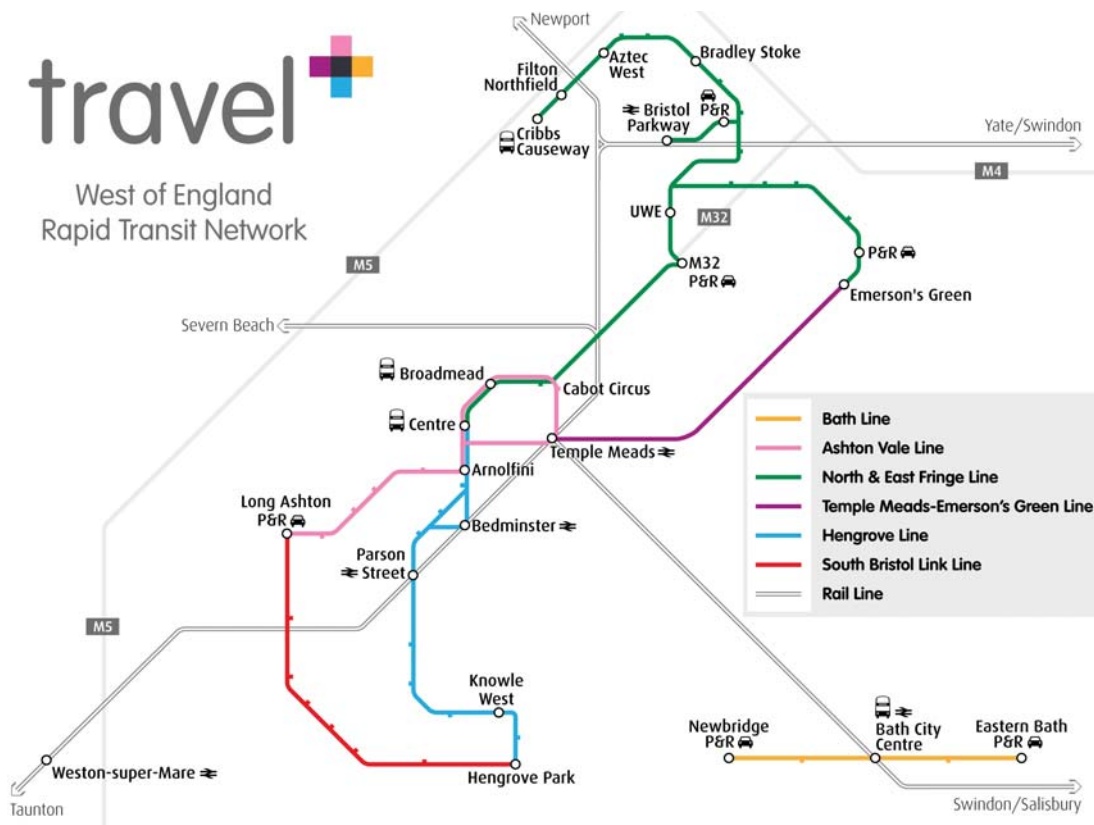 travel
West of England
Rapid Transit Network
Newport
Aztec
West
Bradley Stoke
Filton
Northfield
P&R
Bristol
Parkway
Cribbs
Causeway
Yate/Swindon
M4
UWE
M32
M5
P&R
M32
P&R
Emerson's Green
Severn Beach
Broadmead
Cabot Circus
Centre
Temple Meads
Arnolfini
Long Ashton
P&R
Bedminster
Parson
Street
M5
Bath Line
Ashton Vale Line
North & East Fringe Line
Temple Meads-Emerson's Green Line
Hengrove Line
South Bristol Link Line
Rail Line
Knowle
West
Newbridge
P&R
Bath City
Centre
Eastern Bath
P&R
Weston-super-Mare
Hengrove Park
Taunton
Swindon/Salisbury